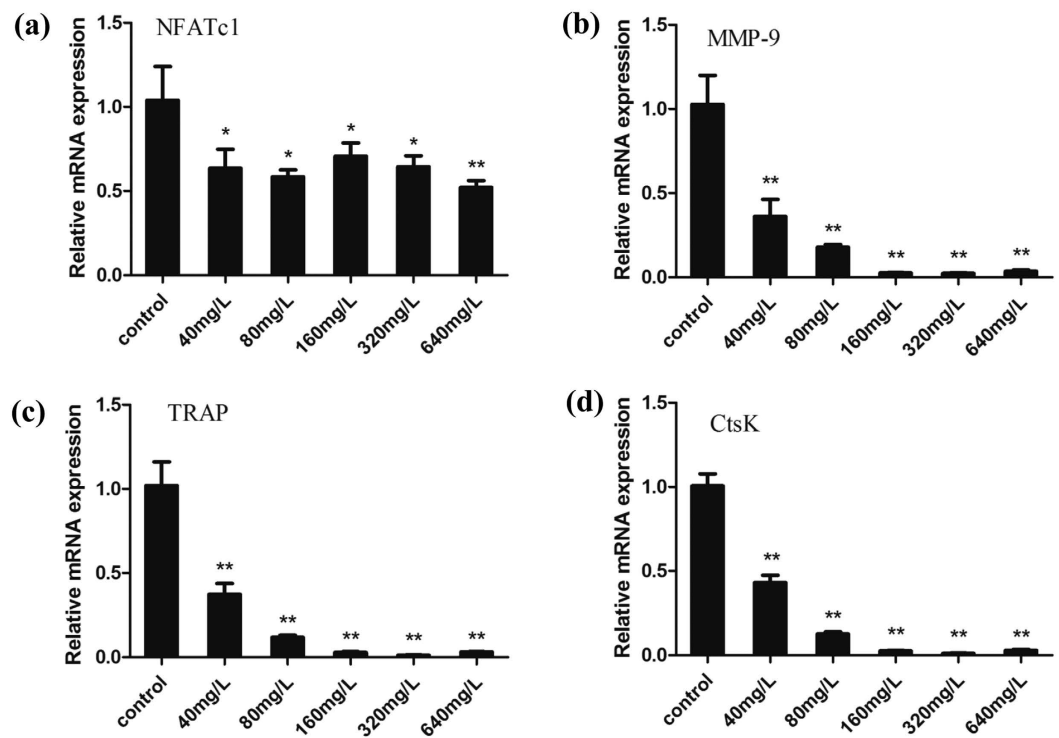 (a)
NFATc1
Relative mRNA expression
1.5
1.0
0.5
0.0
*
*
*
*
**
control
40mg/L
80mg/L
160mg/L
320mg/L
640mg/L
(b)
MMP-9
Relative mRNA expression
1.5
1.0
0.5
0.0
**
**
**
**
**
control
40mg/L
80mg/L
160mg/L
320mg/L
640mg/L
(c)
TRAP
Relative mRNA expression
1.5
1.0
0.5
0.0
**
**
**
**
**
control
40mg/L
80mg/L
160mg/L
320mg/L
640mg/L
(d)
CtsK
Relative mRNA expression
1.5
1.0
0.5
0.0
**
**
**
**
**
control
40mg/L
80mg/L
160mg/L
320mg/L
640mg/L